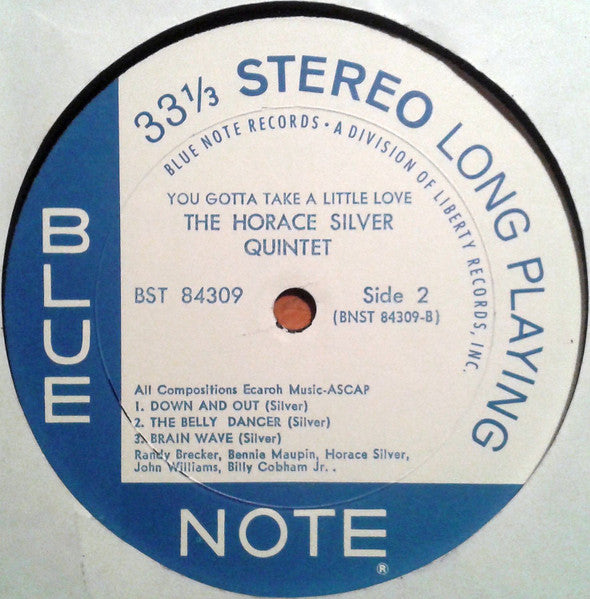 33⅓ STEREO LONG PLAYING
BLUE NOTE RECORDS • A DIVISION OF LIBERTY RECORDS, INC.
YOU GOTTA TAKE A LITTLE LOVE
THE HORACE SILVER
QUINTET
BST 84309
Side 2
(BNST 84309-B)
All Compositions Ecaroh Music-ASCAP
1. DOWN AND OUT (Silver)
2. THE BELLY DANCER (Silver)
3. BRAIN WAVE (Silver)
Randy Brecker, Bennie Maupin, Horace Silver,
John Williams, Billy Cobham Jr. .
BLUE
NOTE
®